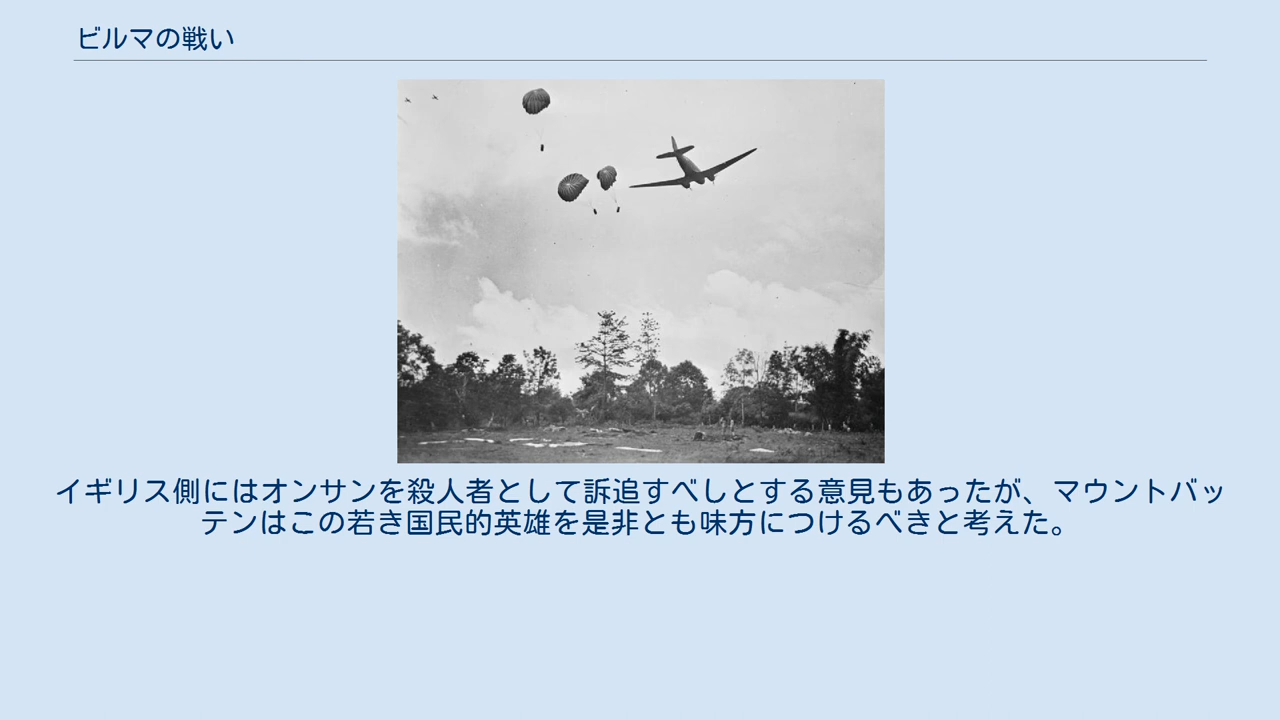 ビルマの戦い
イギリス側にはオンサンを殺人者として訴追すべしとする意見もあったが、マウントバッ
テンはこの若き国民的英雄を是非とも味方につけるべきと考えた。